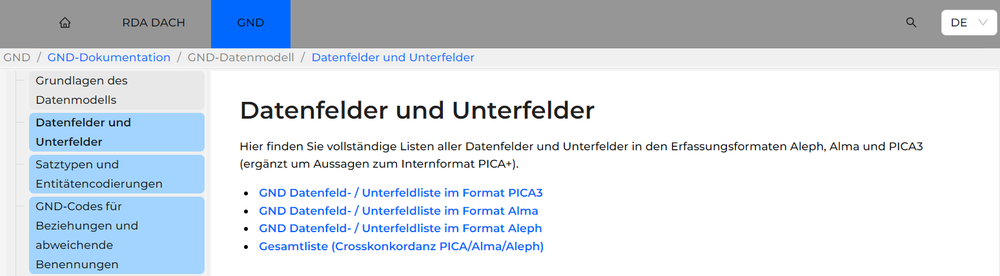 RDA DACH GND DE
GND / GND-Dokumentation / GND-Datenmodell / Datenfelder und Unterfelder
Grundlagen des
Datenmodells
Datenfelder und
Unterfelder
Satztypen und
Entitätencodierungen
GND-Codes für
Beziehungen und
abweichende
Benennungen
Datenfelder und Unterfelder
Hier finden Sie vollständige Listen aller Datenfelder und Unterfelder in den Erfassungsformaten Aleph, Alma und PICA3
(ergänzt um Aussagen zum Internformat PICA+).
• GND Datenfeld- / Unterfeldliste im Format PICA3
• GND Datenfeld- / Unterfeldliste im Format Alma
• GND Datenfeld- / Unterfeldliste im Format Aleph
• Gesamtliste (Crosskonkordanz PICA/Alma/Aleph)